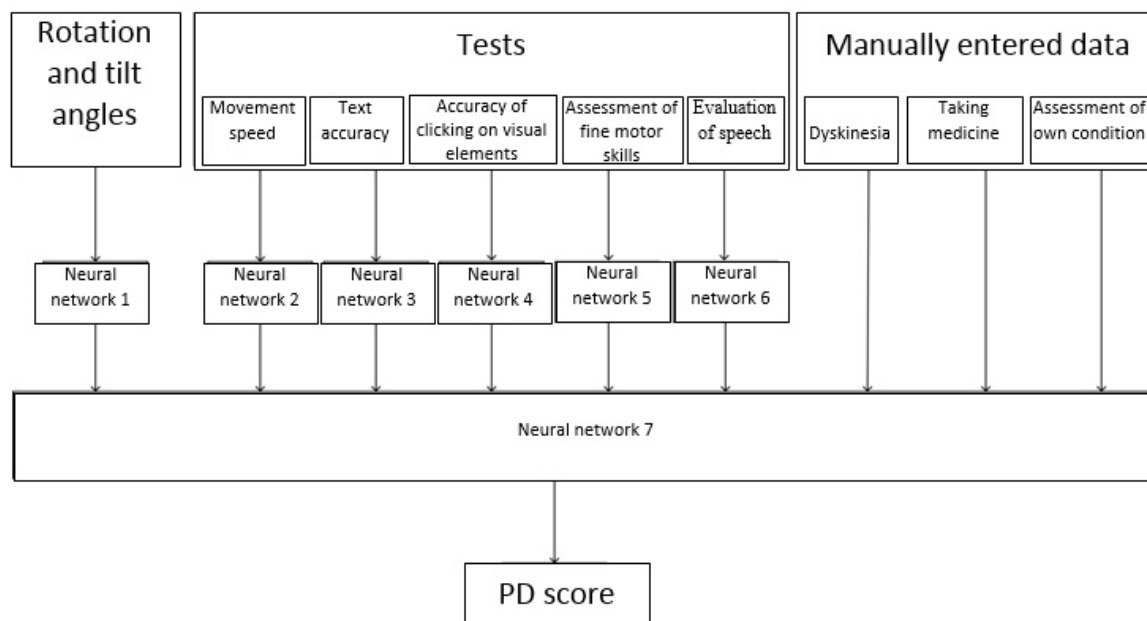 Rotation
and tilt
angles
Tests
Movement
speed
Text
accuracy
Accuracy of
clicking on visual
elements
Assessment of
fine motor
skills
Evaluation
of speech
Manually entered data
Dyskinesia
Taking
medicine
Assessment of
own condition
Neural
network 1
Neural
network 2
Neural
network 3
Neural
network 4
Neural
network 5
Neural
network 6
Neural network 7
PD score